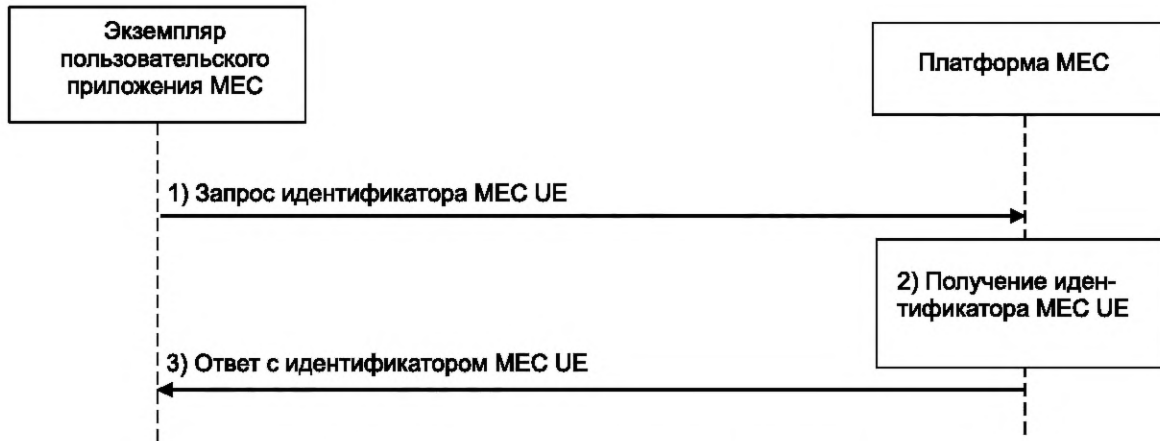 Экземпляр
пользовательского
приложения MEC
Платформа MEC
1) Запрос идентификатора MEC UE
2) Получение иден-
тификатора MEC UE
3) Ответ с идентификатором MEC UE